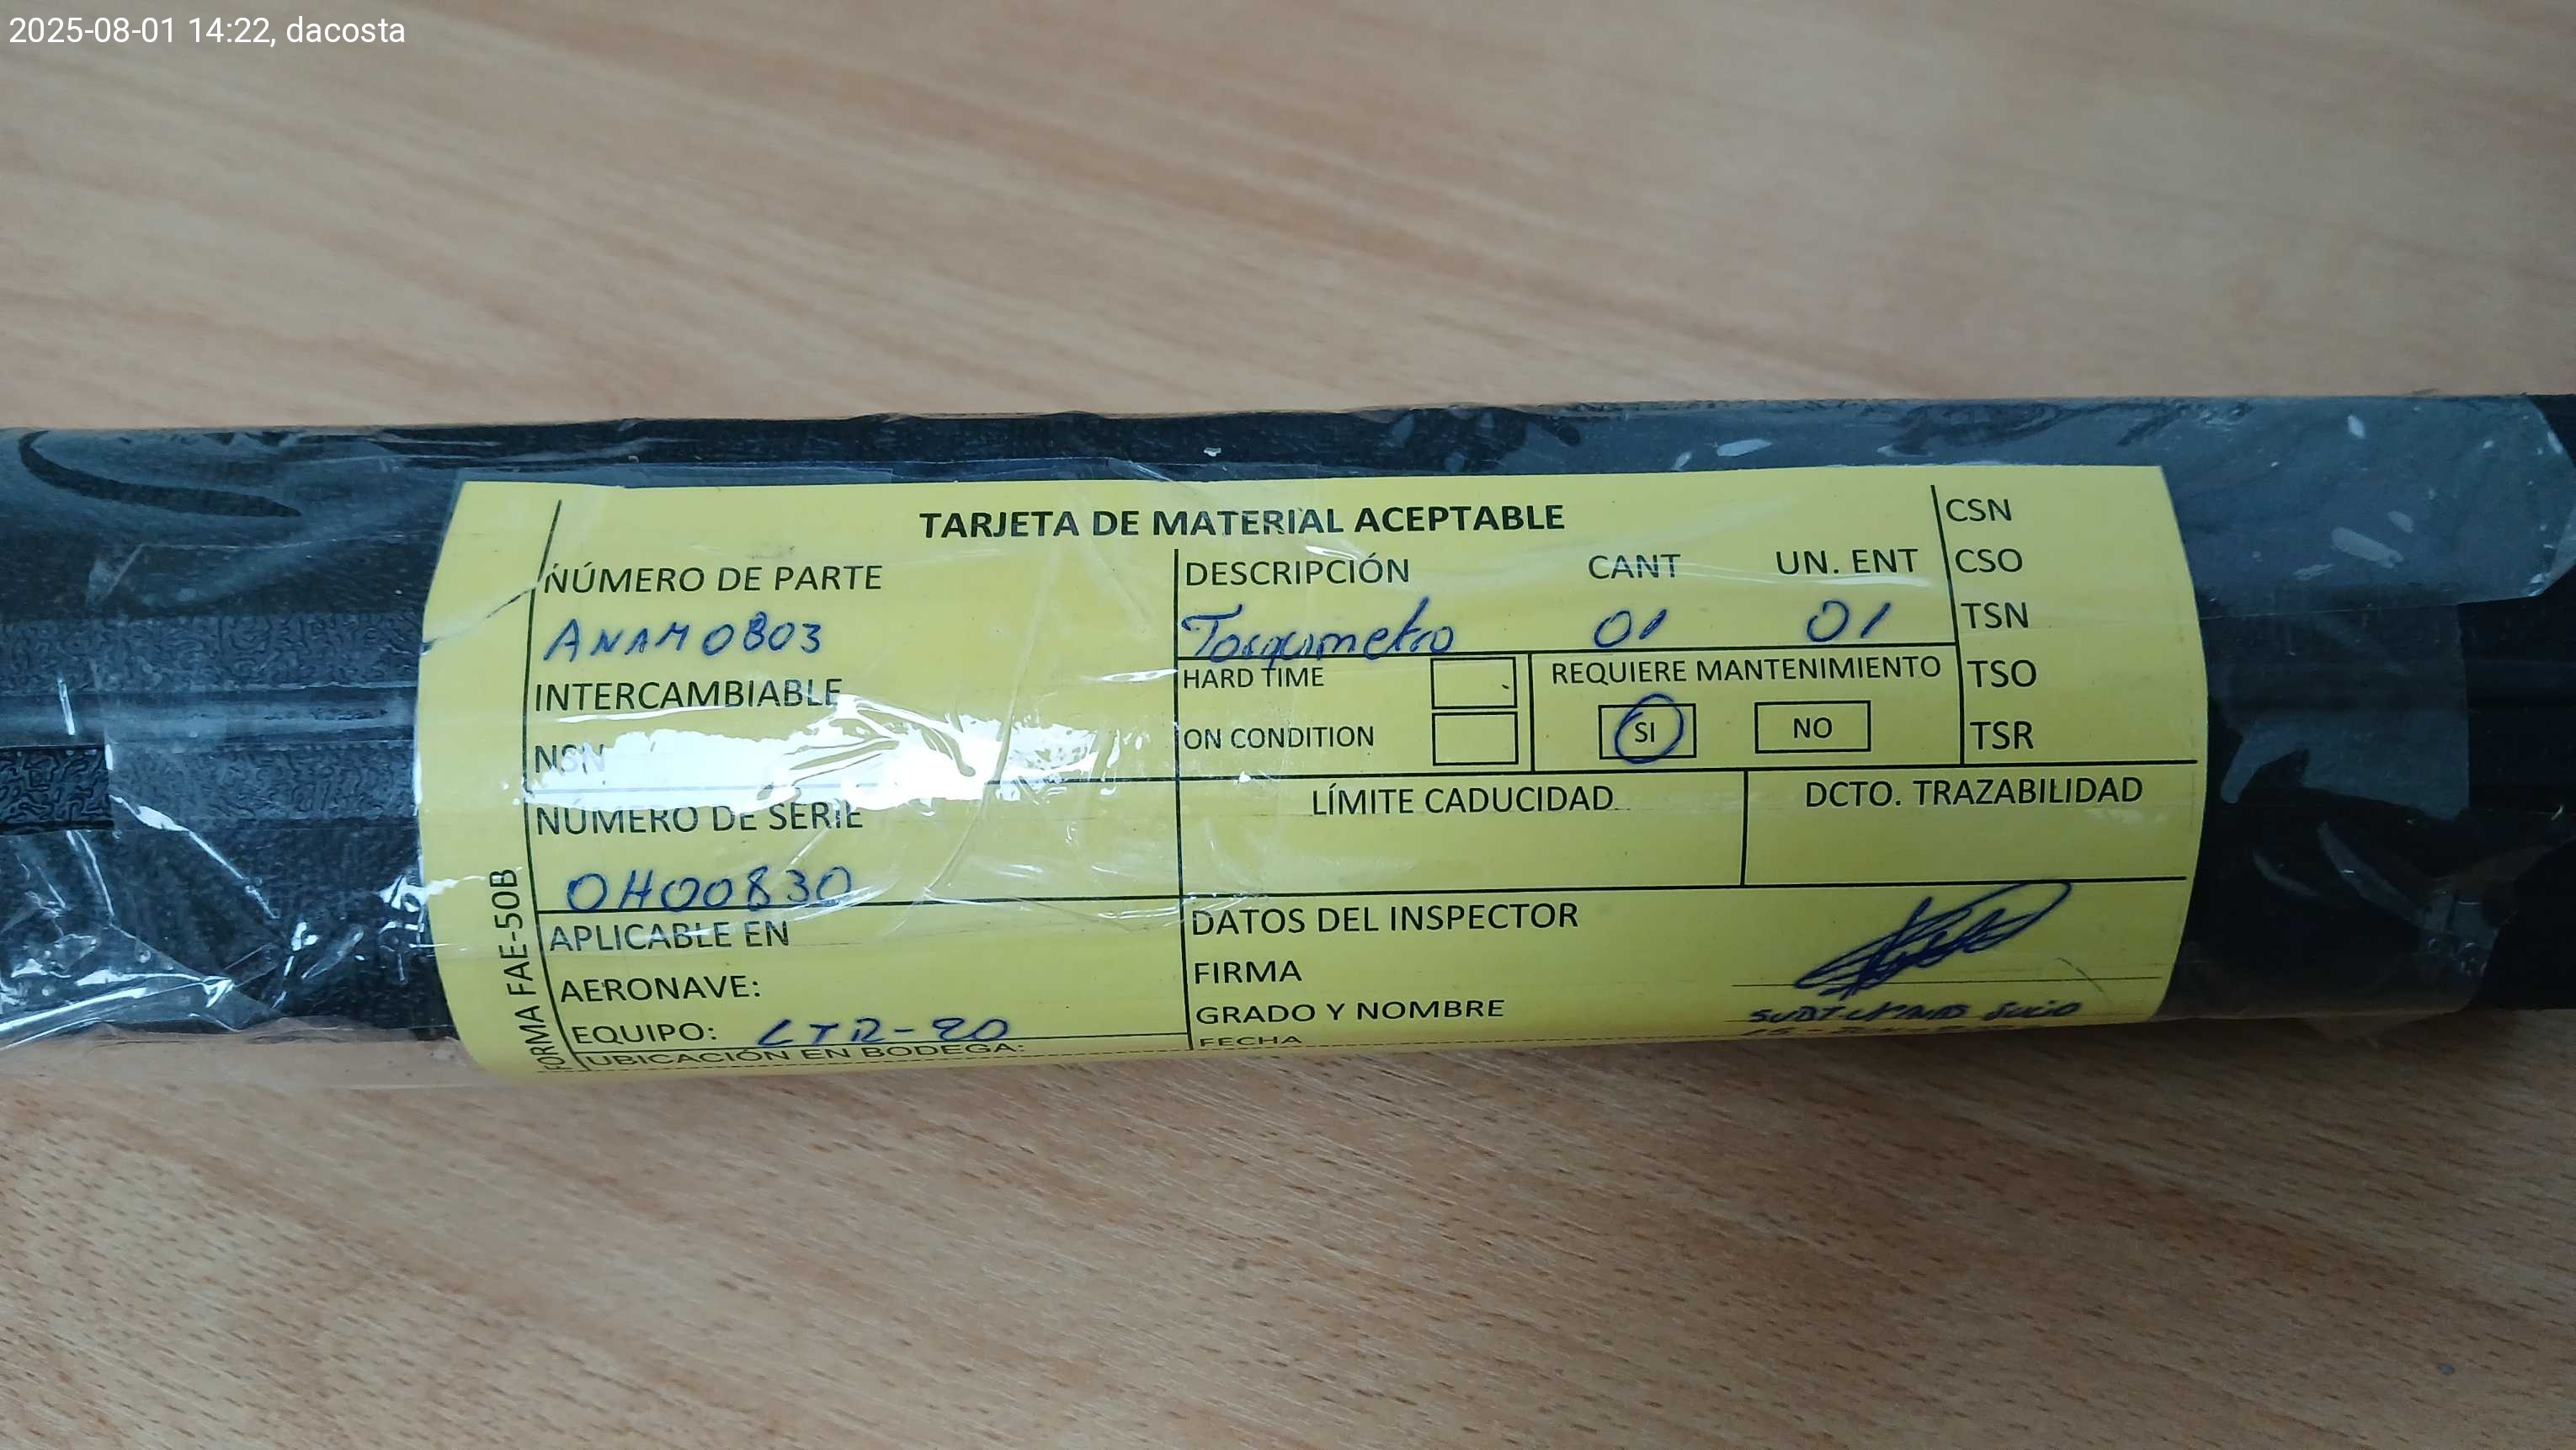 2025-08-01 14:22, dacosta
TARJETA DE MATERIAL ACEPTABLE
NÚMERO DE PARTE
ANAM0803
INTERCAMBIABLE
NSN
DESCRIPCIÓN CANT UN. ENT
Torquimetro 01 01
HARD TIME
ON CONDITION
REQUIERE MANTENIMIENTO
SI NO
CSN
CSO
TSN
TSO
TSR
NÚMERO DE SERIE
0H00830
LÍMITE CADUCIDAD
DCTO. TRAZABILIDAD
APLICABLE EN
AERONAVE:
EQUIPO: LTR-20
UBICACIÓN EN BODEGA:
DATOS DEL INSPECTOR
FIRMA
GRADO Y NOMBRE
FECHA
FORMA FAE-50B